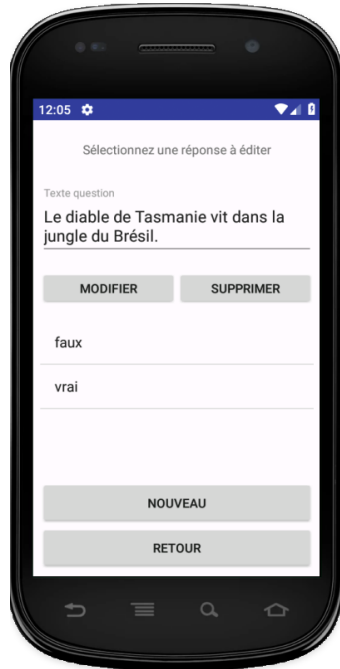 12:05
Sélectionnez une réponse à éditer
Texte question
Le diable de Tasmanie vit dans la
jungle du Brésil.
MODIFIER SUPPRIMER
faux
vrai
NOUVEAU
RETOUR